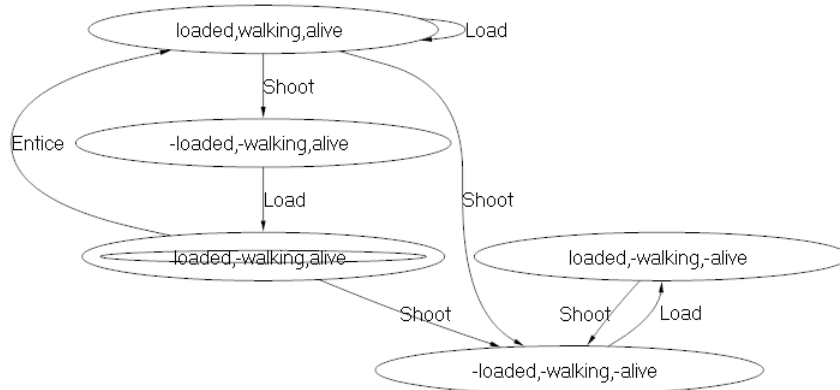 loaded,walking,alive
Load
Shoot
-loaded,-walking,alive
Entice
Load
Shoot
loaded,-walking,alive
loaded,-walking,-alive
Shoot
Shoot
Load
-loaded,-walking,-alive